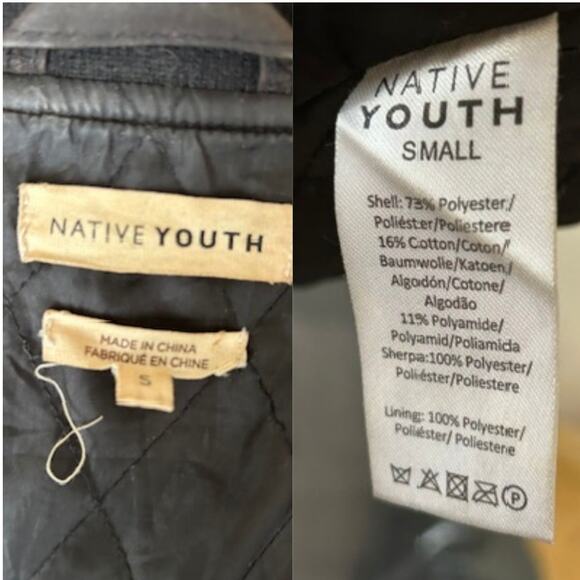 NATIVE YOUTH
MADE IN CHINA
FABRIQUÉ EN CHINE
S
NATIVE
YOUTH
SMALL
Shell: 73% Polyester/
Poliéster/Poliestere
16% Cotton/Coton/
Baumwolle/Katoen/
Algodón/Cotone/
Algodão
11% Polyamide/
Polyamid/Poliamida
Sherpa:100% Polyester/
Poliéster/Poliestere
Lining: 100% Polyester/
Poliéster/ Poliestere
P